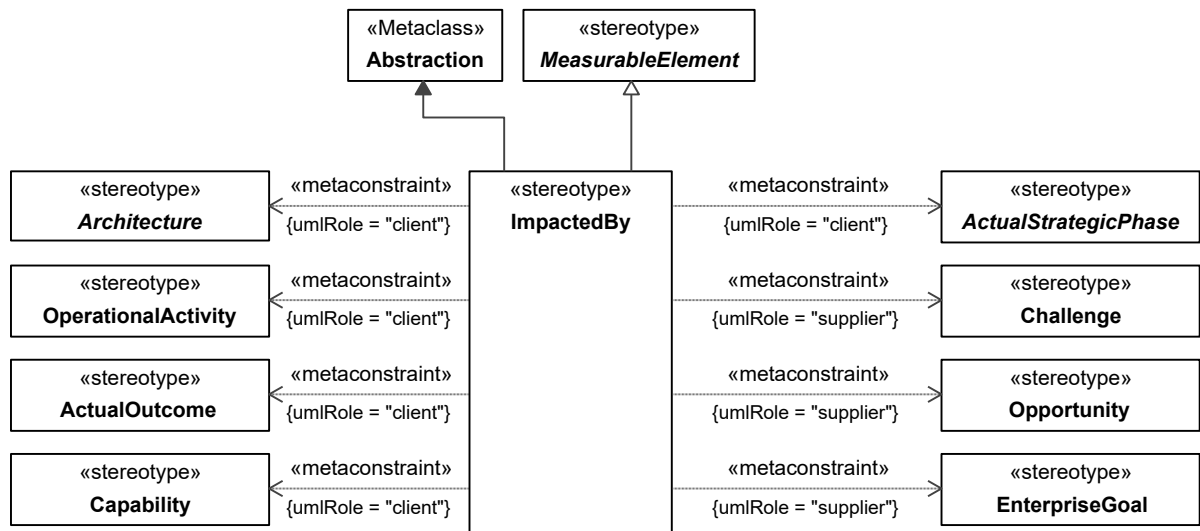 «Metaclass»
Abstraction
«stereotype»
MeasurableElement
«stereotype»
Architecture
«metaconstraint»
{umlRole = "client"}
«stereotype»
ImpactedBy
«metaconstraint»
{umlRole = "client"}
«stereotype»
ActualStrategicPhase
«stereotype»
OperationalActivity
«metaconstraint»
{umlRole = "client"}
«metaconstraint»
{umlRole = "supplier"}
«stereotype»
Challenge
«stereotype»
ActualOutcome
«metaconstraint»
{umlRole = "client"}
«metaconstraint»
{umlRole = "supplier"}
«stereotype»
Opportunity
«stereotype»
Capability
«metaconstraint»
{umlRole = "client"}
«metaconstraint»
{umlRole = "supplier"}
«stereotype»
EnterpriseGoal